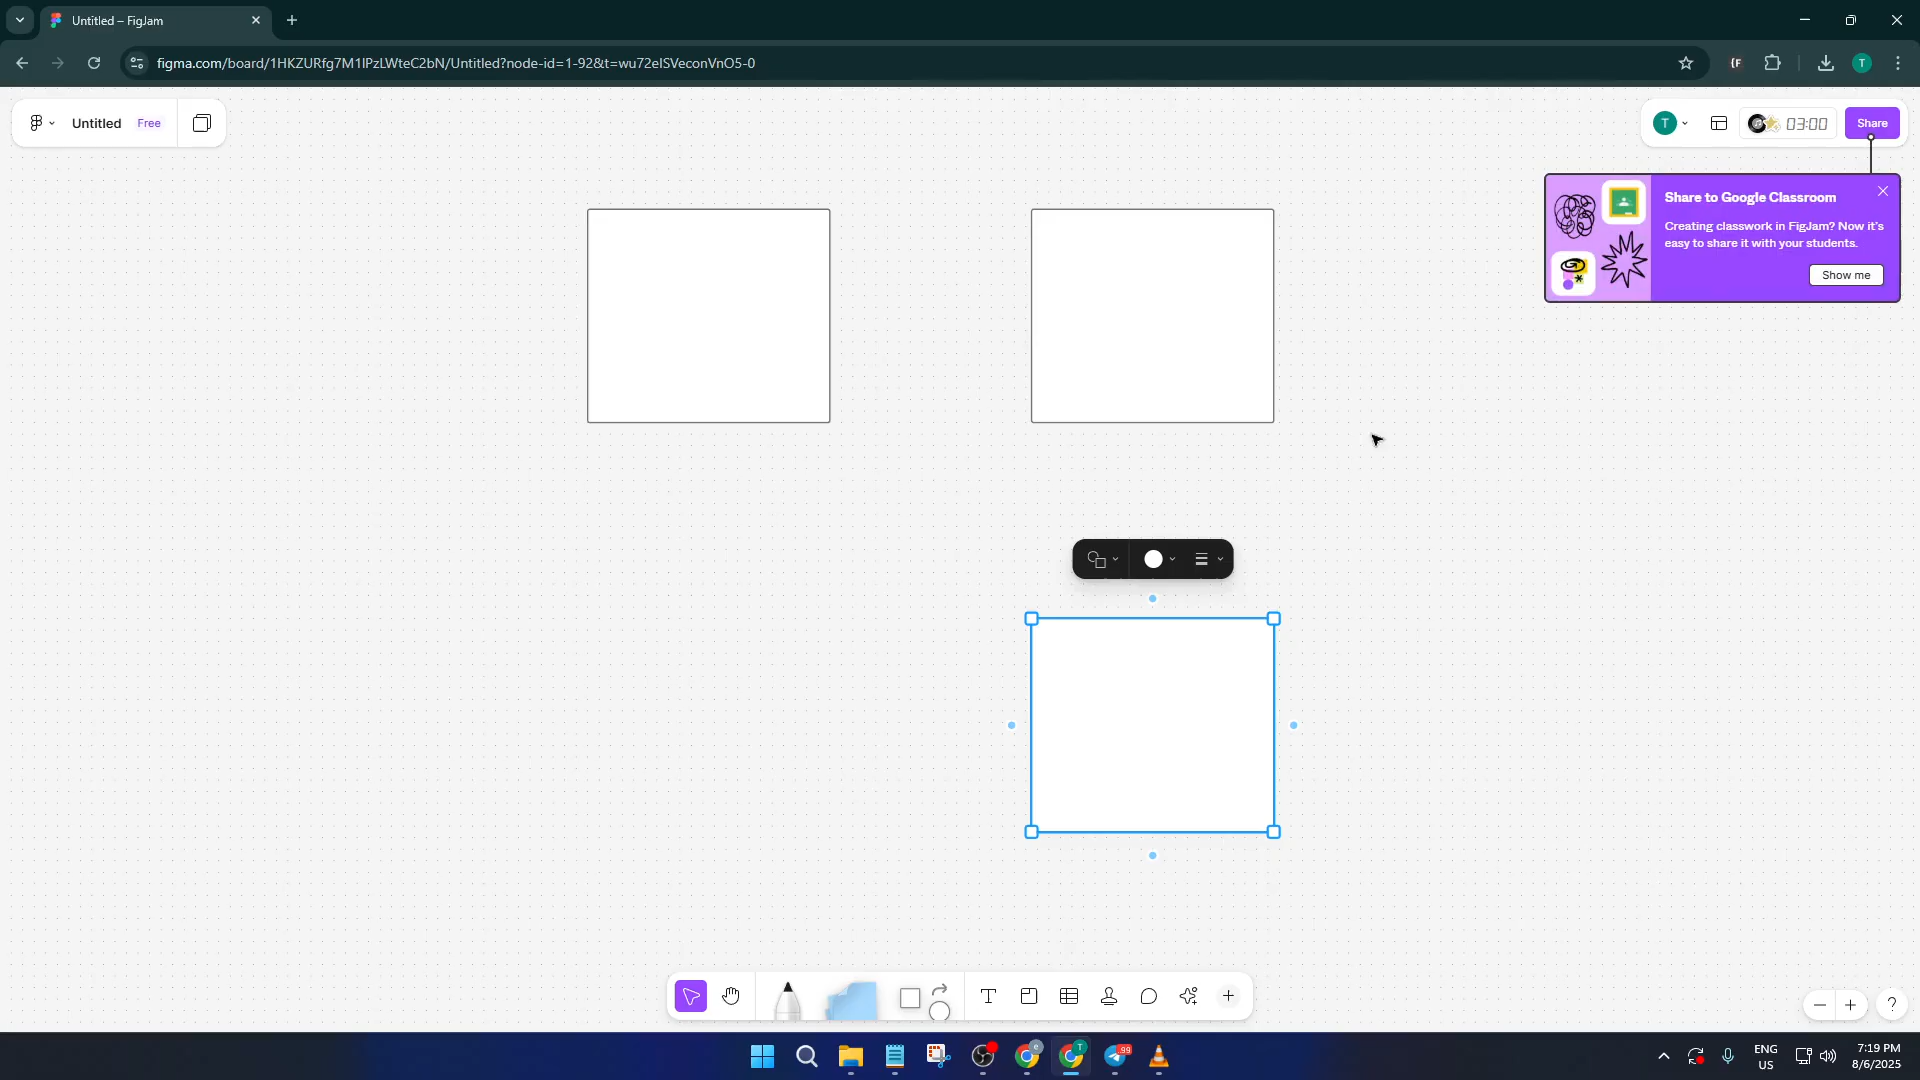 Untitled – FigJam
figma.com/board/1HKZURfg7M1lPzLWteC2bN/Untitled?node-id=1-92&t=wu72elSVeconVnO5-0
T
Untitled Free
T
03:00
Share
Share to Google Classroom
Creating classwork in FigJam? Now it's
easy to share it with your students.
Show me
T
?
99
ENG
US
7:19 PM
8/6/2025